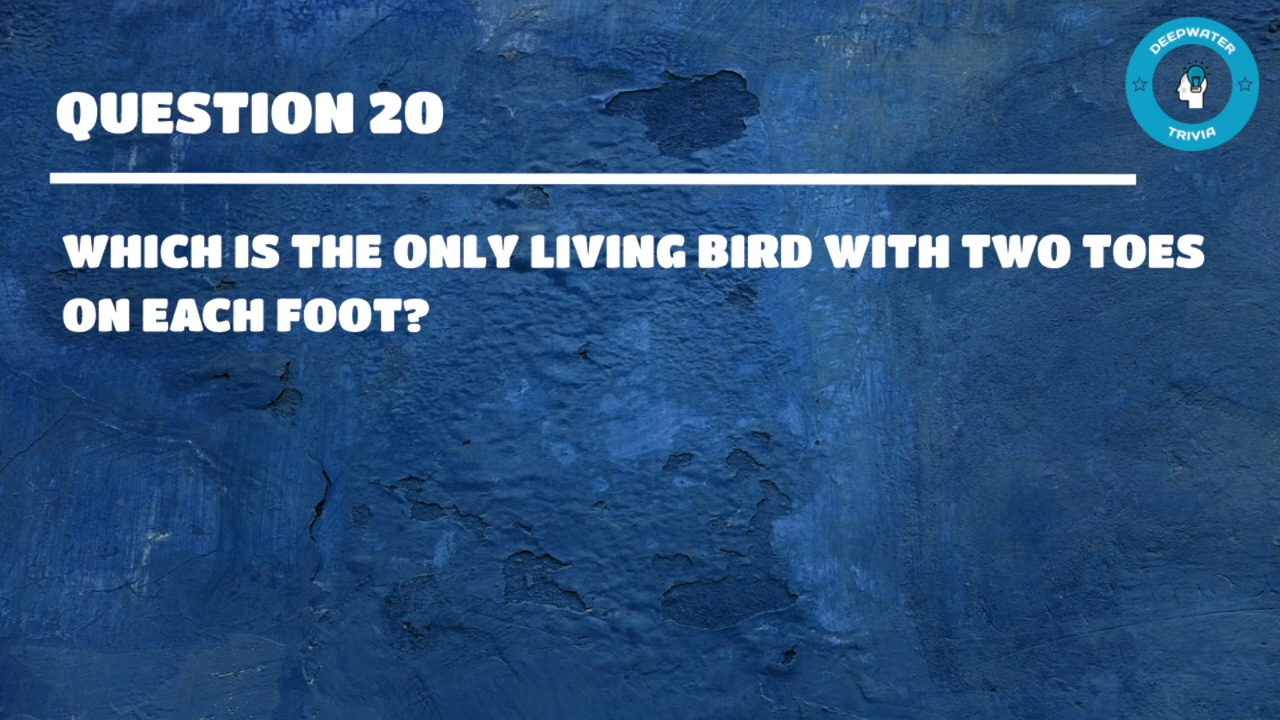 DEEPWATER
TRIVIA
QUESTION 20
WHICH IS THE ONLY LIVING BIRD WITH TWO TOES
ON EACH FOOT?